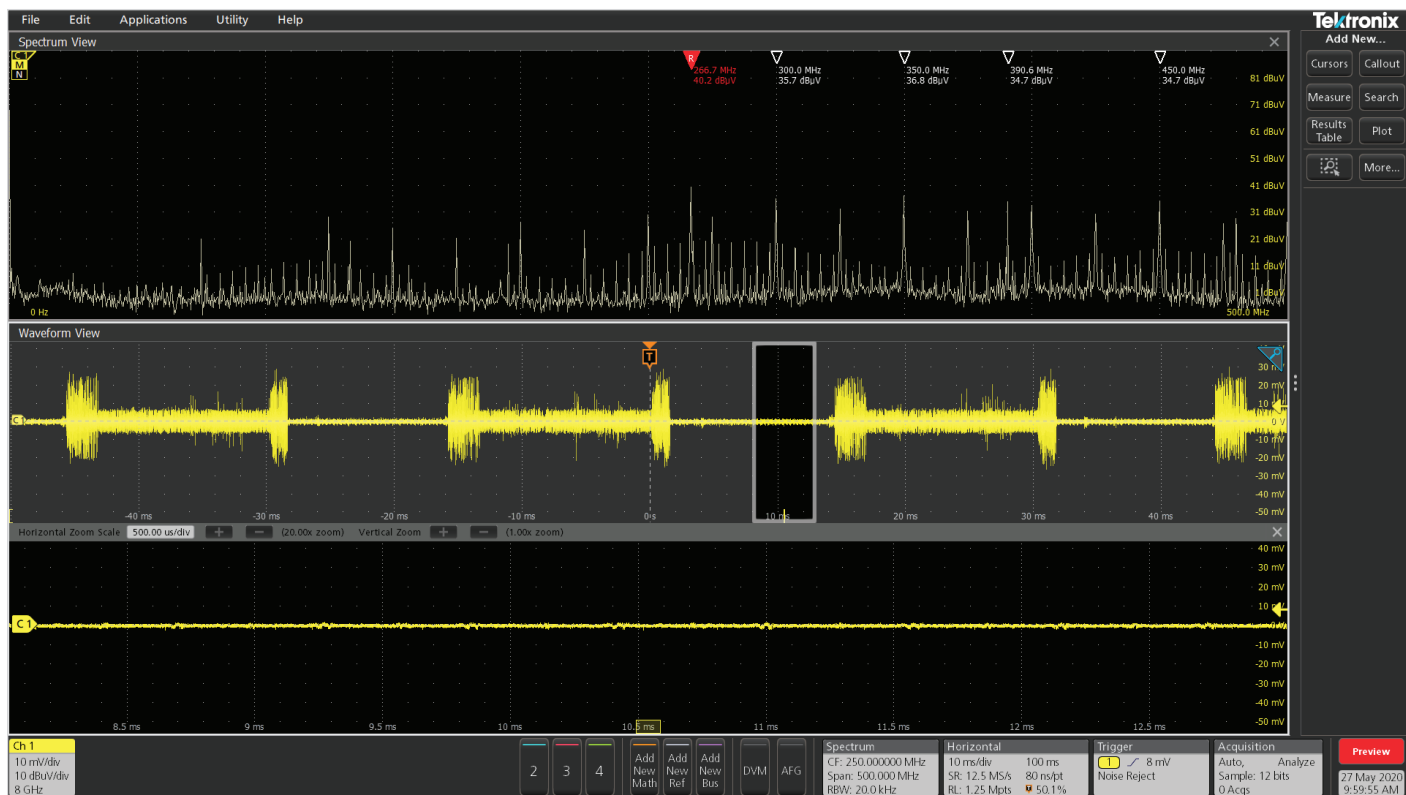 File Edit Applications Utility Help
Tektronix
Add New...
Cursors Callout
Measure Search
Results Table Plot
More...
Spectrum View
C 1
M
N
R
266.7 MHz 300.0 MHz 350.0 MHz 390.6 MHz 450.0 MHz
40.2 dBµV 35.7 dBµV 36.8 dBµV 34.7 dBµV 34.7 dBµV
81 dBuV
71 dBuV
61 dBuV
51 dBuV
41 dBuV
31 dBuV
21 dBuV
11 dBuV
1 dBuV
0 Hz 500.0 MHz
Waveform View
T
30 mV
20 mV
10 mV
C 1 0 V
-10 mV
-20 mV
-30 mV
-40 mV
-50 mV
-40 ms -30 ms -20 ms -10 ms 0 s 10 ms 20 ms 30 ms 40 ms
Horizontal Zoom Scale 500.00 us/div + − (20.00x zoom) Vertical Zoom + − (1.00x zoom)
40 mV
30 mV
20 mV
10 mV
C 1 0 V
-10 mV
-20 mV
-30 mV
-40 mV
-50 mV
8.5 ms 9 ms 9.5 ms 10 ms 10.5 ms 11 ms 11.5 ms 12 ms 12.5 ms
Ch 1
10 mV/div
10 dBuV/div
8 GHz
2 3 4
Add New Math
Add New Ref
Add New Bus
DVM AFG
Spectrum
CF: 250.000000 MHz
Span: 500.000 MHz
RBW: 20.0 kHz
Horizontal
10 ms/div 100 ms
SR: 12.5 MS/s 80 ns/pt
RL: 1.25 Mpts 50.1%
Trigger
1 8 mV
Noise Reject
Acquisition
Auto, Analyze
Sample: 12 bits
0 Acqs
Preview
27 May 2020
9:59:55 AM